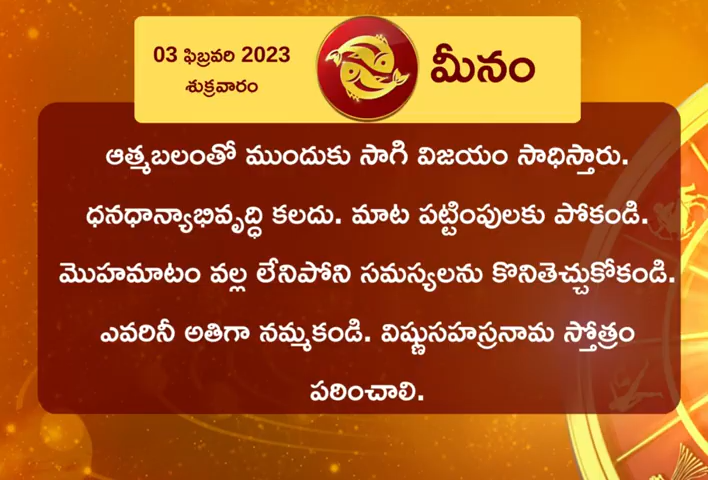 03 ఫిబ్రవరి 2023
శుక్రవారం
మీనం
ఆత్మబలంతో ముందుకు సాగి విజయం సాధిస్తారు.
ధనధాన్యాభివృద్ధి కలదు. మాట పట్టింపులకు పోకండి.
మొహమాటం వల్ల లేనిపోని సమస్యలను కొనితెచ్చుకోకండి.
ఎవరినీ అతిగా నమ్మకండి. విష్ణుసహస్రనామ స్తోత్రం
పఠించాలి.